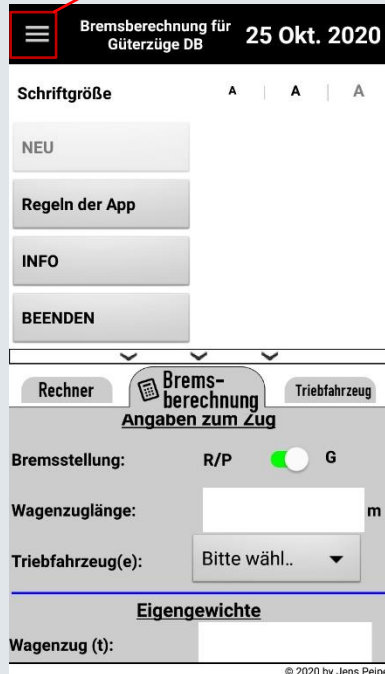 Bremsberechnung für
Güterzüge DB
25 Okt. 2020
Schriftgröße A | A | A
NEU
Regeln der App
INFO
BEENDEN
Rechner
Brems-
berechnung
Triebfahrzeug
Angaben zum Zug
Bremsstellung: R/P G
Wagenzuglänge: m
Triebfahrzeug(e): Bitte wähl..
Eigengewichte
Wagenzug (t):
© 2020 by Jens Peipe